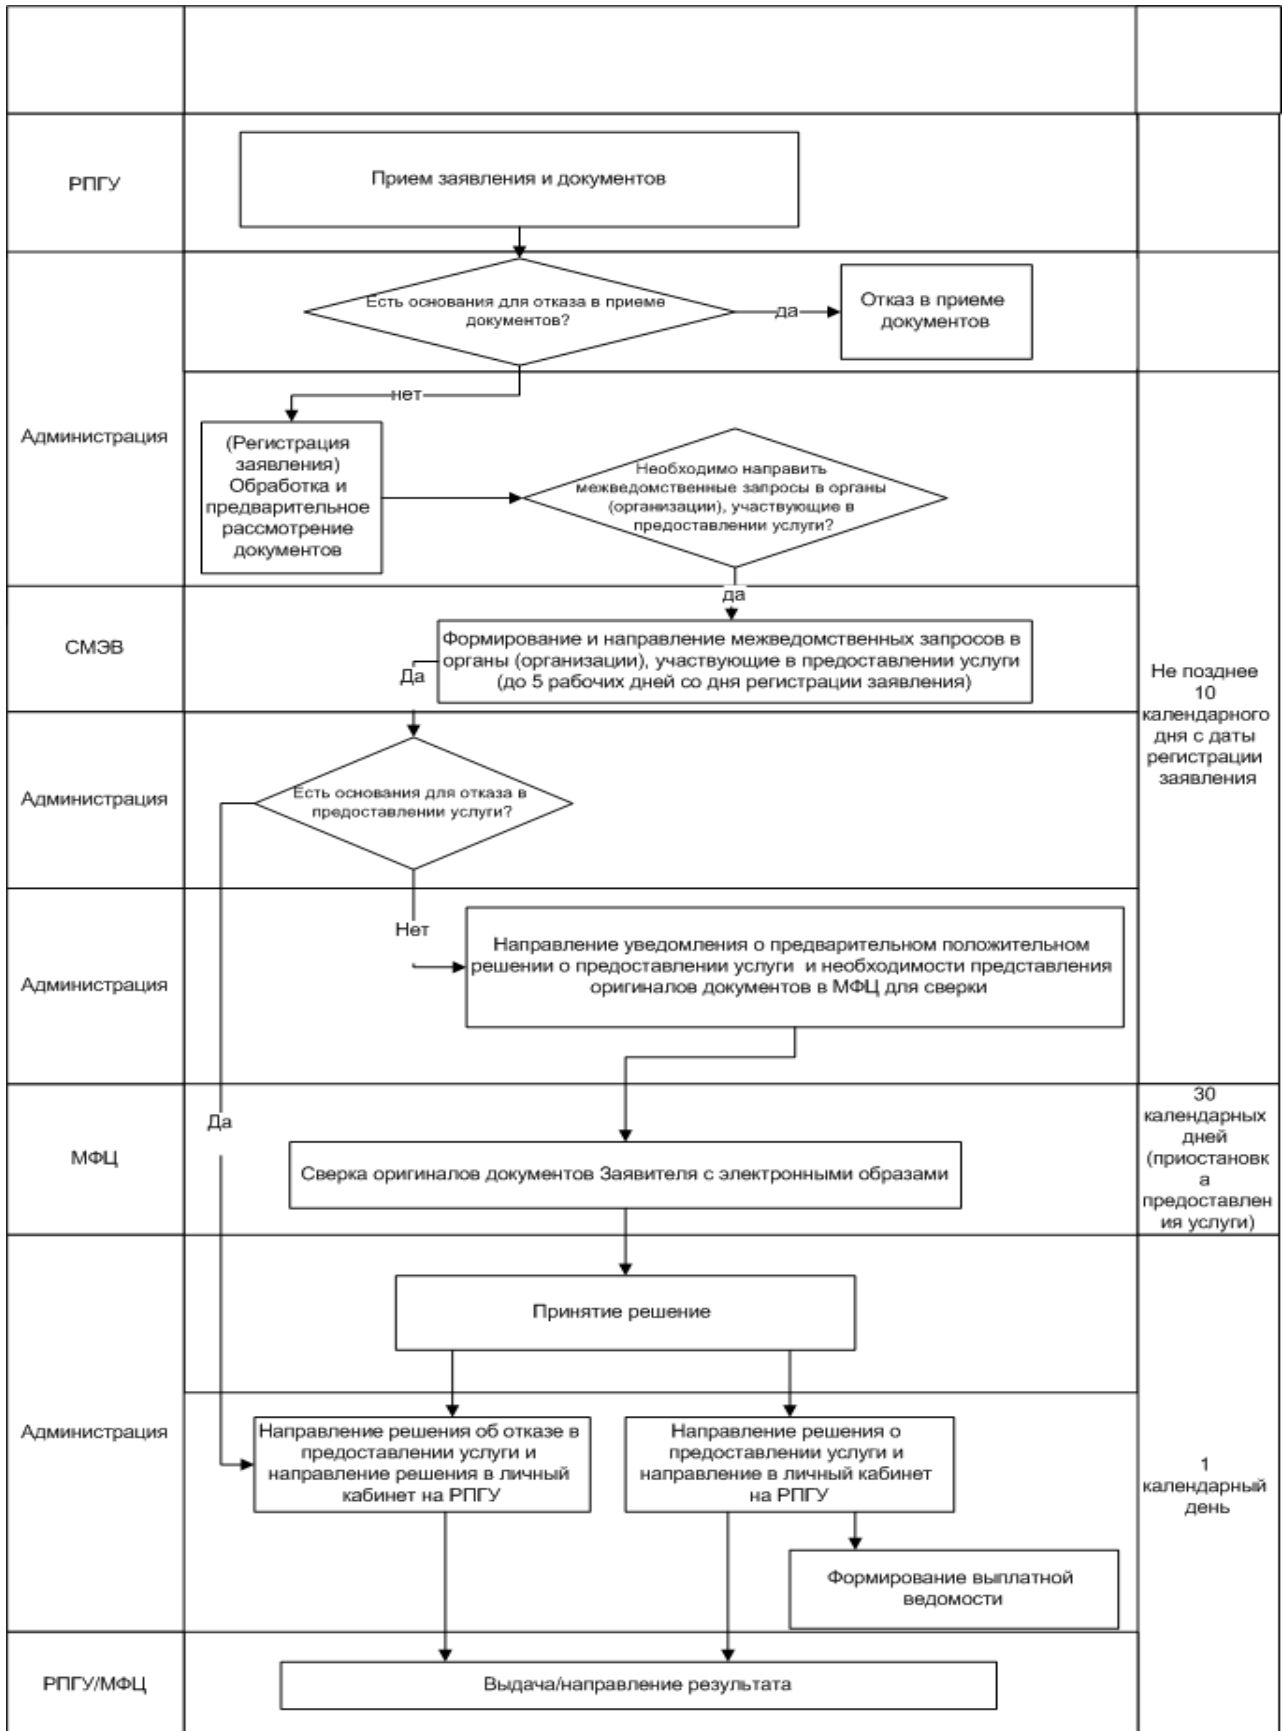 РПГУ
Прием заявления и документов
Есть основания для отказа в приеме
документов?
да
Отказ в приеме
документов
нет
Администрация
(Регистрация
заявления)
Обработка и
предварительное
рассмотрение
документов
Необходимо направить
межведомственные запросы в органы
(организации), участвующие в
предоставлении услуги?
да
СМЭВ
Формирование и направление межведомственных запросов в
органы (организации), участвующие в предоставлении услуги
(до 5 рабочих дней со дня регистрации заявления)
Да
Не позднее
10
календарного
дня с даты
регистрации
заявления
Администрация
Есть основания для отказа в
предоставлении услуги?
Нет
Администрация
Направление уведомления о предварительном положительном
решении о предоставлении услуги и необходимости представления
оригиналов документов в МФЦ для сверки
Да
МФЦ
Сверка оригиналов документов Заявителя с электронными образами
30
календарных
дней
(приостановк
а
предоставлен
ия услуги)
Принятие решение
Администрация
Направление решения об отказе в
предоставлении услуги и
направление решения в личный
кабинет на РПГУ
Направление решения о
предоставлении услуги и
направление в личный кабинет
на РПГУ
1
календарный
день
Формирование выплатной
ведомости
РПГУ/МФЦ
Выдача/направление результата